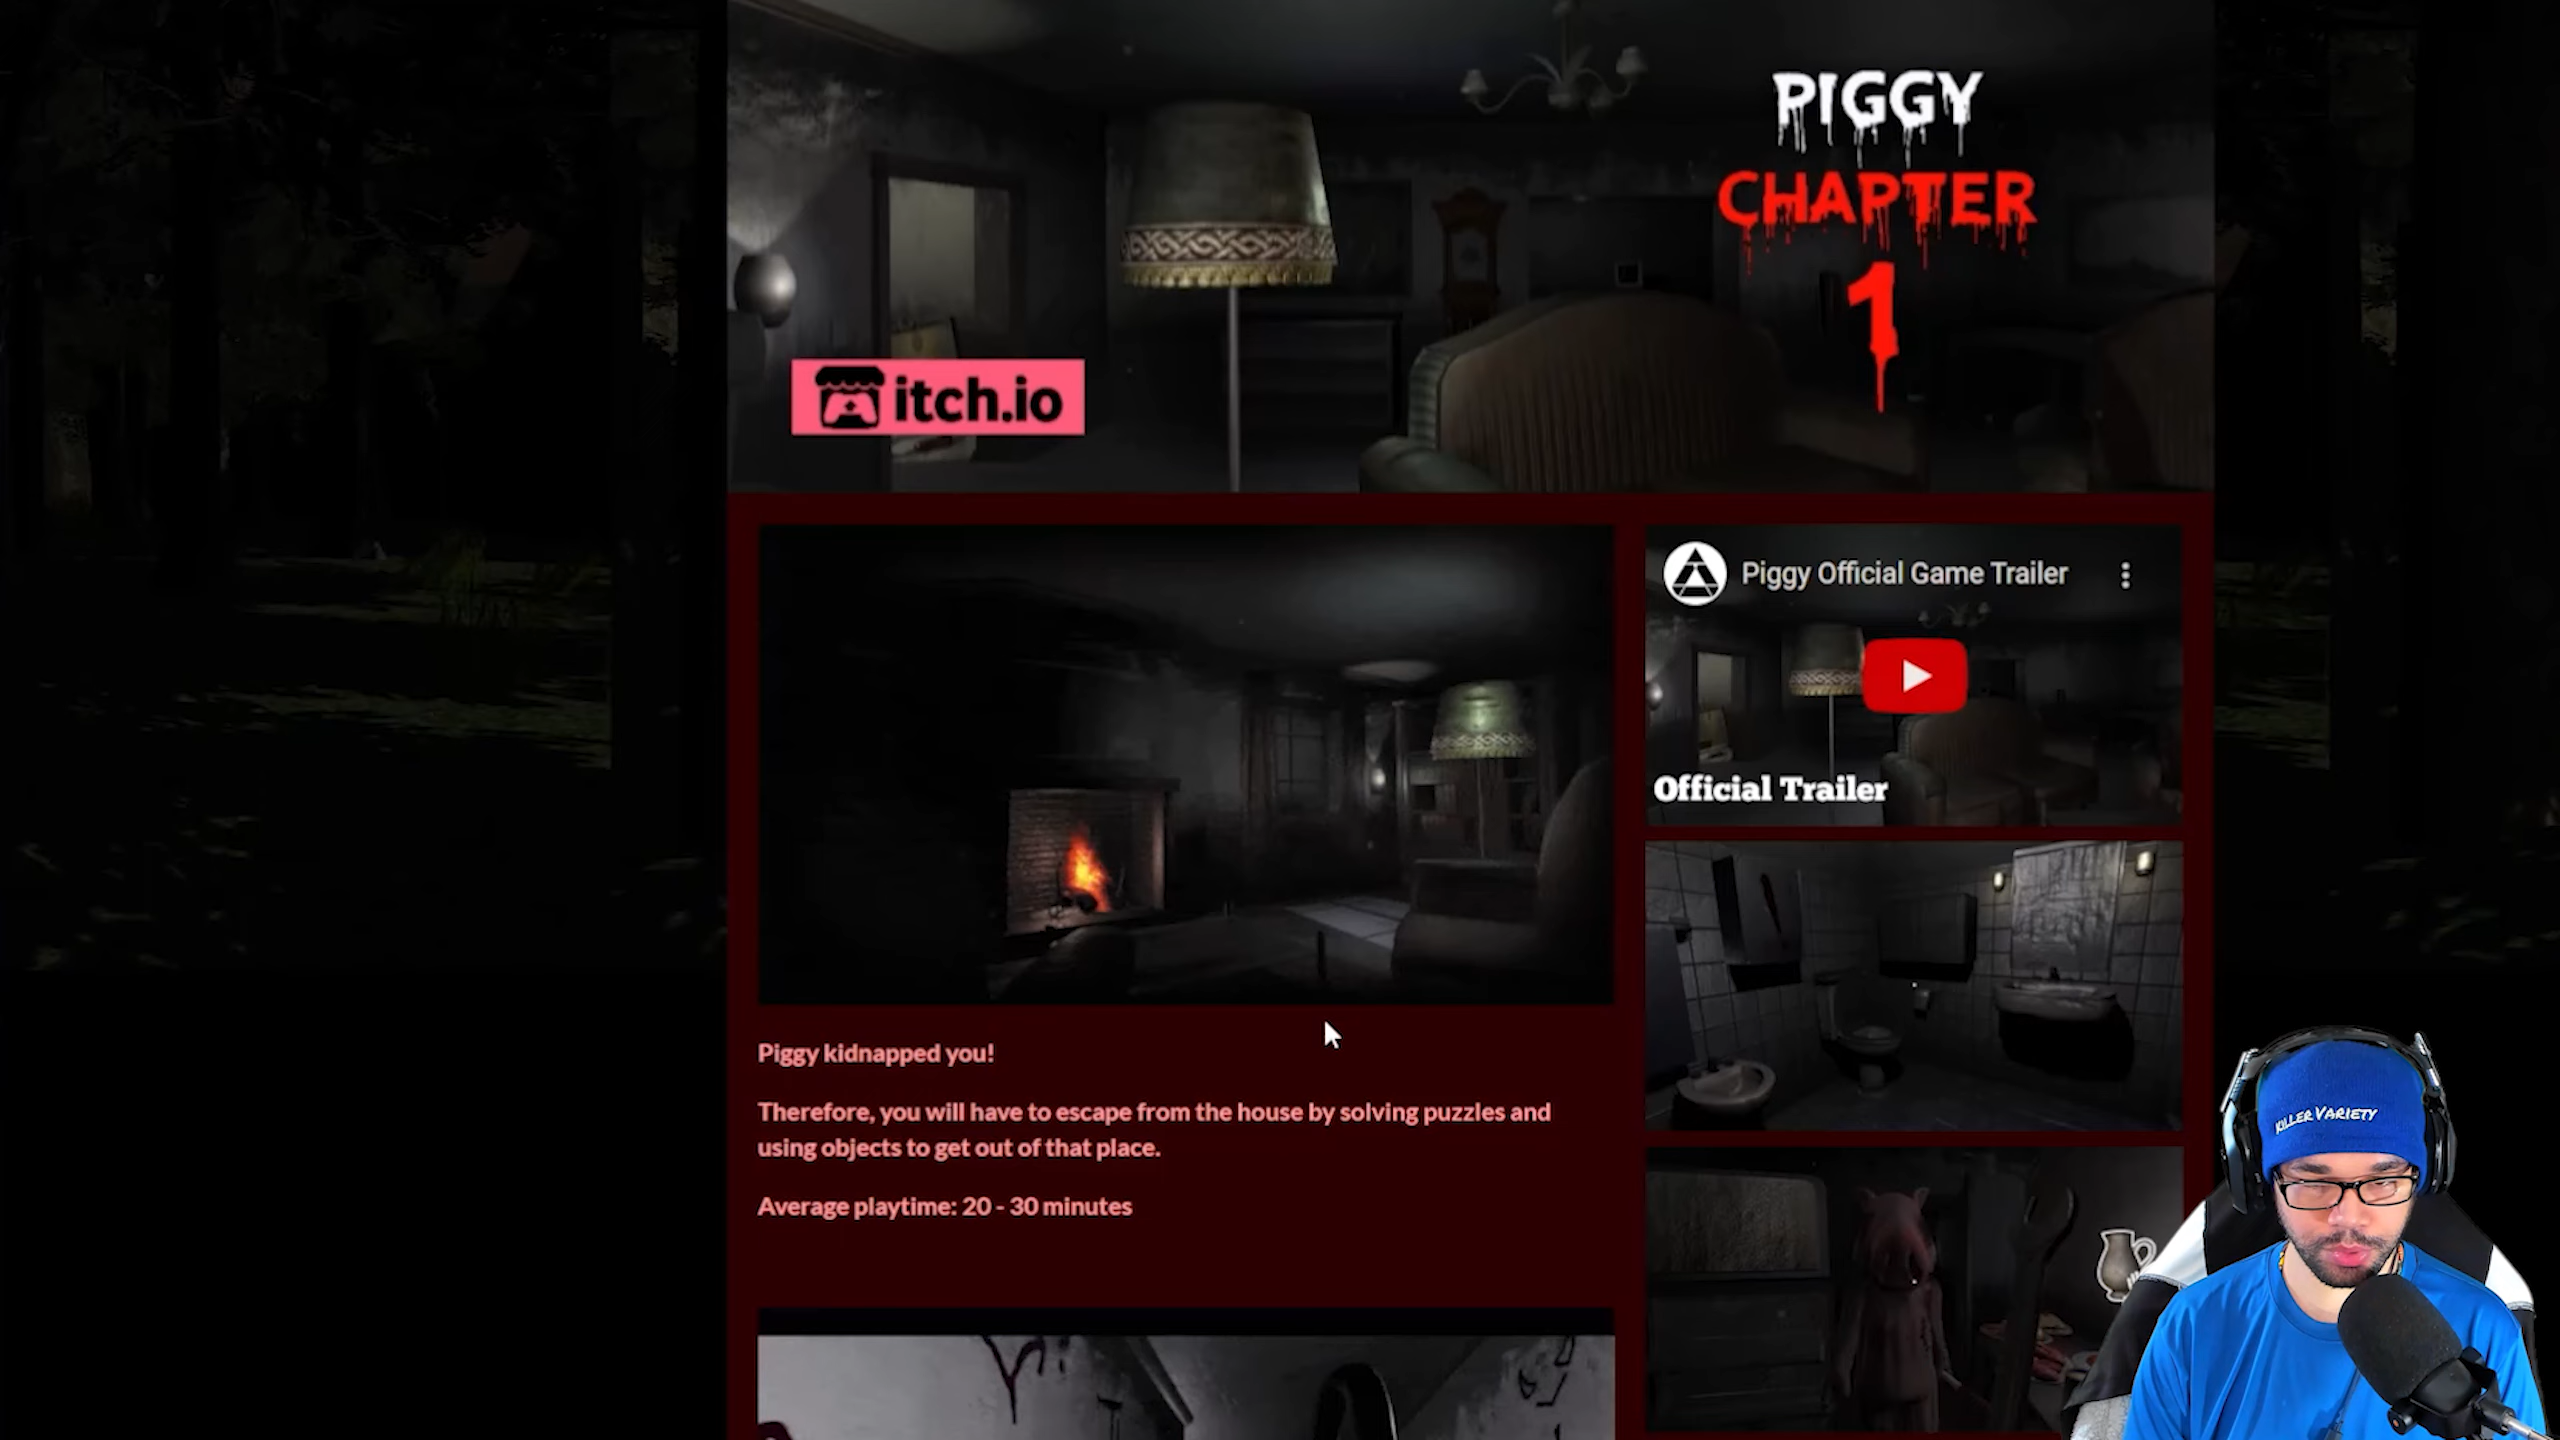 PIGGY
CHAPTER
1
itch.io
Piggy Official Game Trailer
Official Trailer
Piggy kidnapped you!
Therefore, you will have to escape from the house by solving puzzles and
using objects to get out of that place.
Average playtime: 20 - 30 minutes
KILLER VARIETY